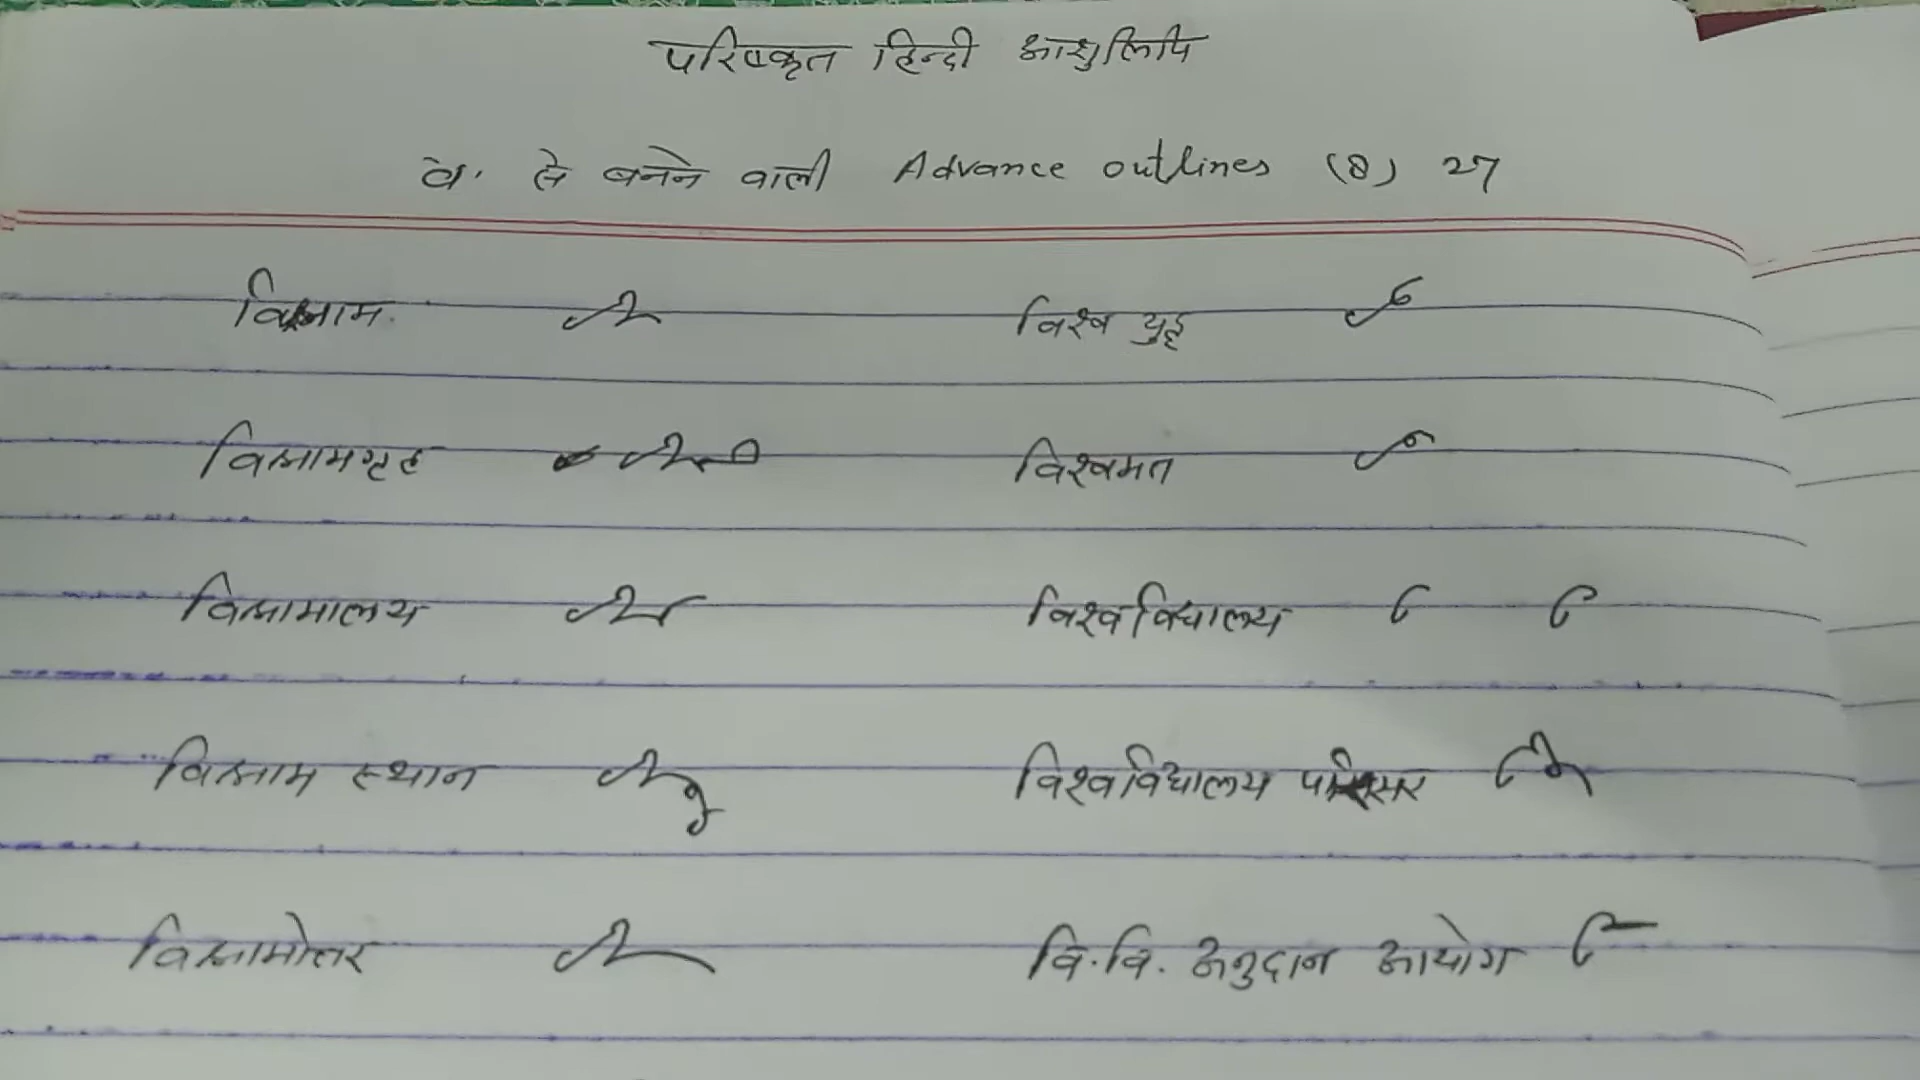 परिष्कृत हिन्दी आशुलिपि
व. से बनने वाली Advance outlines (8) 27
विश्राम. विश्व युद्ध
विश्रामगृह विश्वमत
विश्रामालय विश्वविद्यालय
विश्राम स्थान विश्वविद्यालय परिसर
विश्रामोत्तर वि.वि. अनुदान आयोग